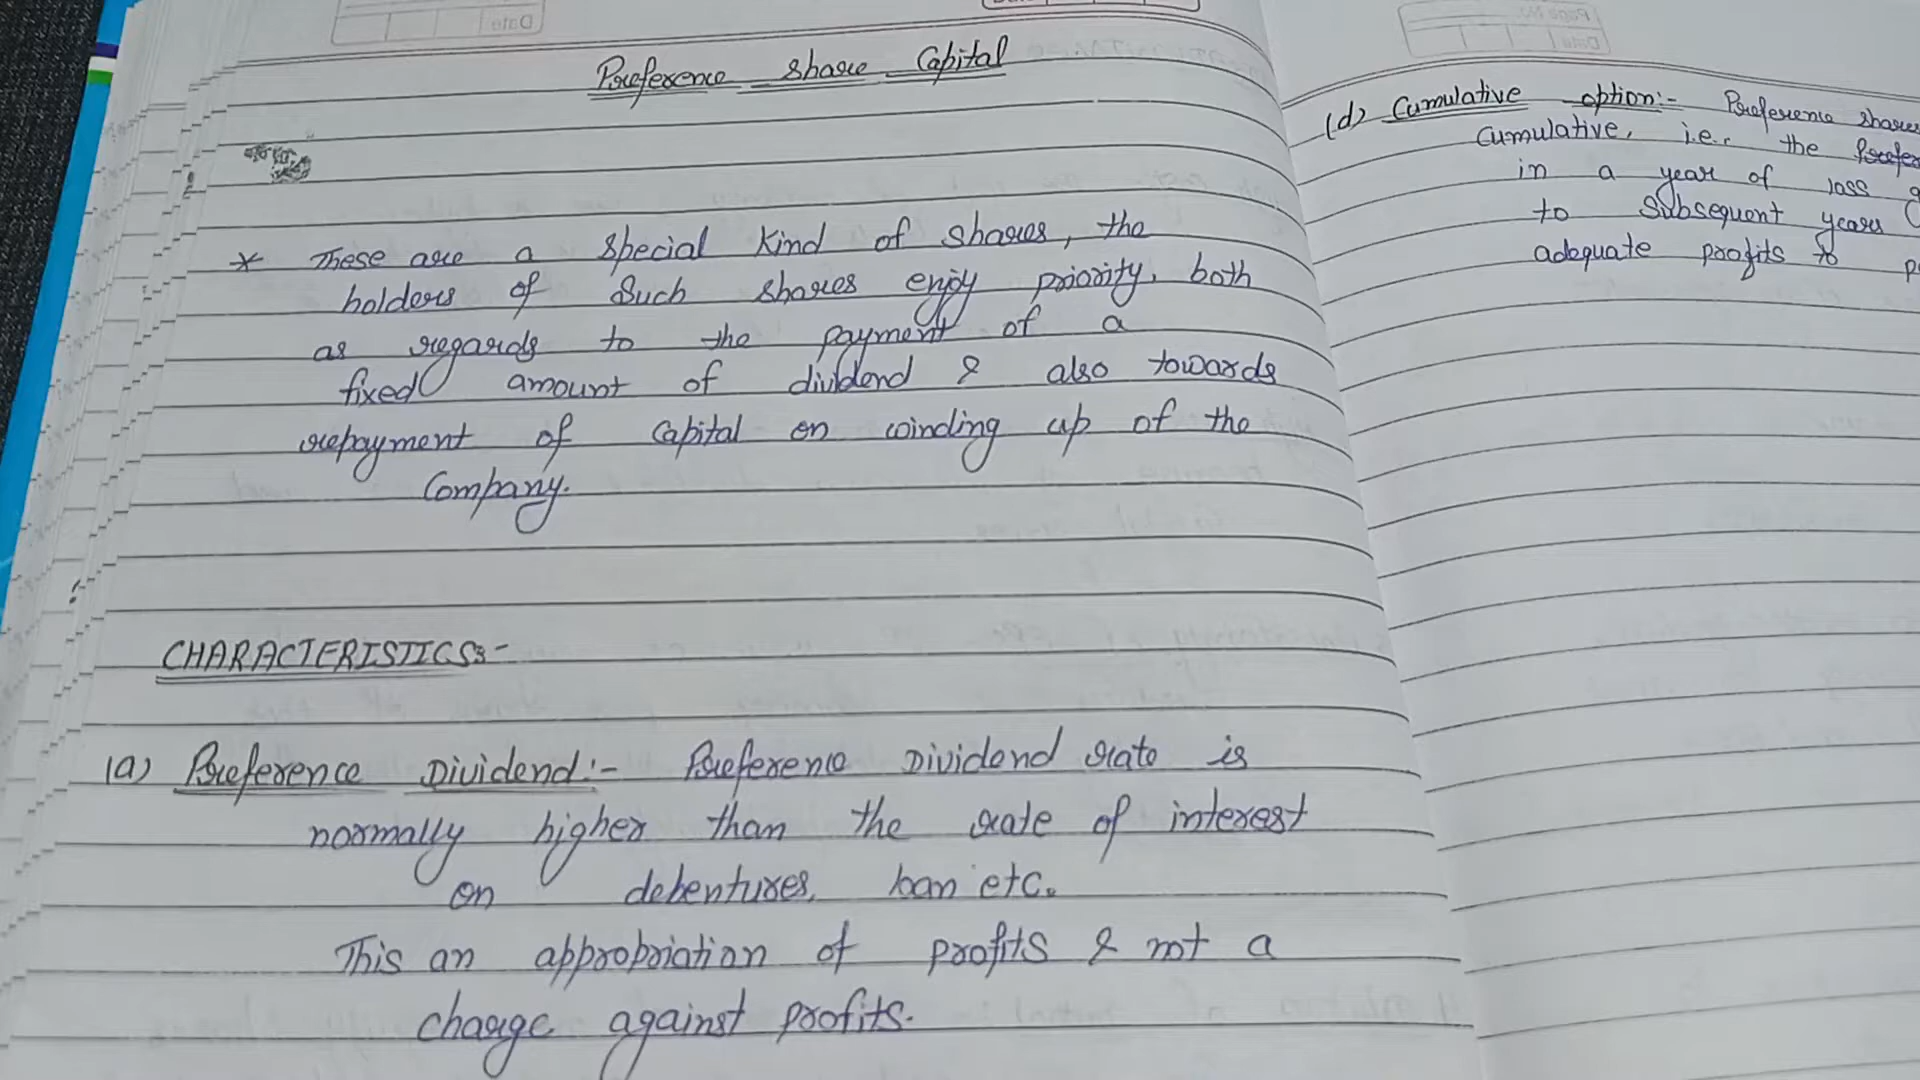 Preference share Capital
* These are a special kind of shares, the
holders of such shares enjoy priority, both
as regards to the payment of a
fixed amount of dividend & also towards
repayment of capital on winding up of the
Company.
CHARACTERISTICS:-
(a) Preference Dividend:- Preference Dividend rate is
normally higher than the rate of interest
on debentures, loan etc.
This an appropriation of profits & not a
charge against profits.
Page No.
Date
(d) Cumulative option:- Preference shares
Cumulative, i.e. the
in a year of loss
to subsequent years
adequate profits to